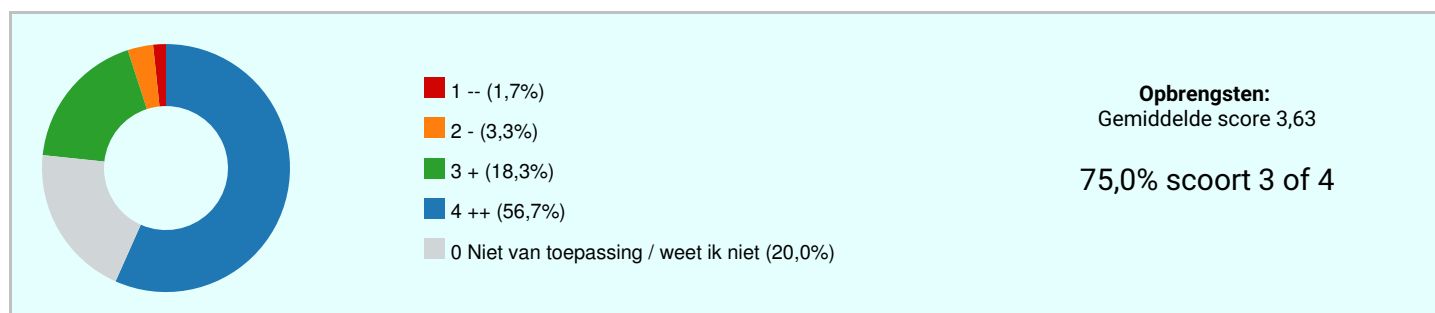 1 -- (1,7%)
2 - (3,3%)
3 + (18,3%)
4 ++ (56,7%)
0 Niet van toepassing / weet ik niet (20,0%)
Opbrengsten:
Gemiddelde score 3,63
75,0% scoort 3 of 4